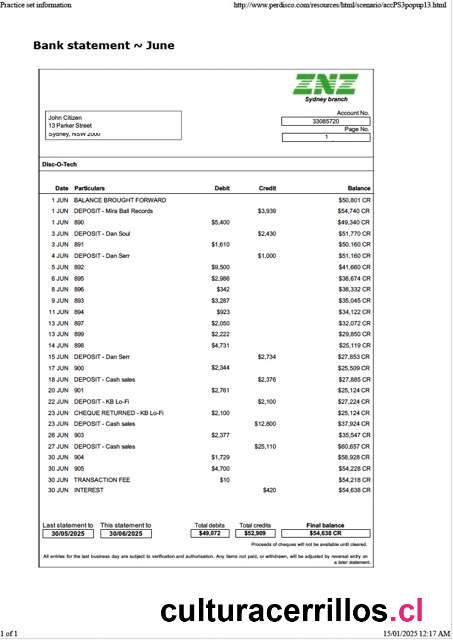 Practice set information http://www.perdisco.com/resources/html/scenario/accPS3popup13.html
Bank statement ~ June
ZNZ
Sydney branch
John Citizen
13 Parker Street
Sydney, NSW 2000
Account No.
33085720
Page No.
1
Disc-O-Tech
Date Particulars Debit Credit Balance
1 JUN BALANCE BROUGHT FORWARD $50,801 CR
1 JUN DEPOSIT - Mira Ball Records $3,939 $54,740 CR
1 JUN 890 $5,400 $49,340 CR
3 JUN DEPOSIT - Dan Soul $2,430 $51,770 CR
3 JUN 891 $1,610 $50,160 CR
4 JUN DEPOSIT - Dan Serr $1,000 $51,160 CR
5 JUN 892 $9,500 $41,660 CR
6 JUN 895 $2,986 $38,674 CR
8 JUN 896 $342 $38,332 CR
9 JUN 893 $3,287 $35,045 CR
11 JUN 894 $923 $34,122 CR
13 JUN 897 $2,050 $32,072 CR
13 JUN 899 $2,222 $29,850 CR
14 JUN 898 $4,731 $25,119 CR
15 JUN DEPOSIT - Dan Serr $2,734 $27,853 CR
17 JUN 900 $2,344 $25,509 CR
18 JUN DEPOSIT - Cash sales $2,376 $27,885 CR
20 JUN 901 $2,761 $25,124 CR
22 JUN DEPOSIT - KB Lo-Fi $2,100 $27,224 CR
23 JUN CHEQUE RETURNED - KB Lo-Fi $2,100 $25,124 CR
23 JUN DEPOSIT - Cash sales $12,800 $37,924 CR
26 JUN 903 $2,377 $35,547 CR
27 JUN DEPOSIT - Cash sales $25,110 $60,657 CR
30 JUN 904 $1,729 $58,928 CR
30 JUN 905 $4,700 $54,228 CR
30 JUN TRANSACTION FEE $10 $54,218 CR
30 JUN INTEREST $420 $54,638 CR
Last statement to This statement to Total debits Total credits Final balance
30/05/2025 30/06/2025 $49,072 $52,909 $54,638 CR
Proceeds of cheques will not be available until cleared.
All entries for the last business day are subject to verification and authorisation. Any items not paid, or withdrawn, will be adjusted by reversal entry on
a later statement.
culturacerrillos.cl
1 of 1 15/01/2025 12:17 AM